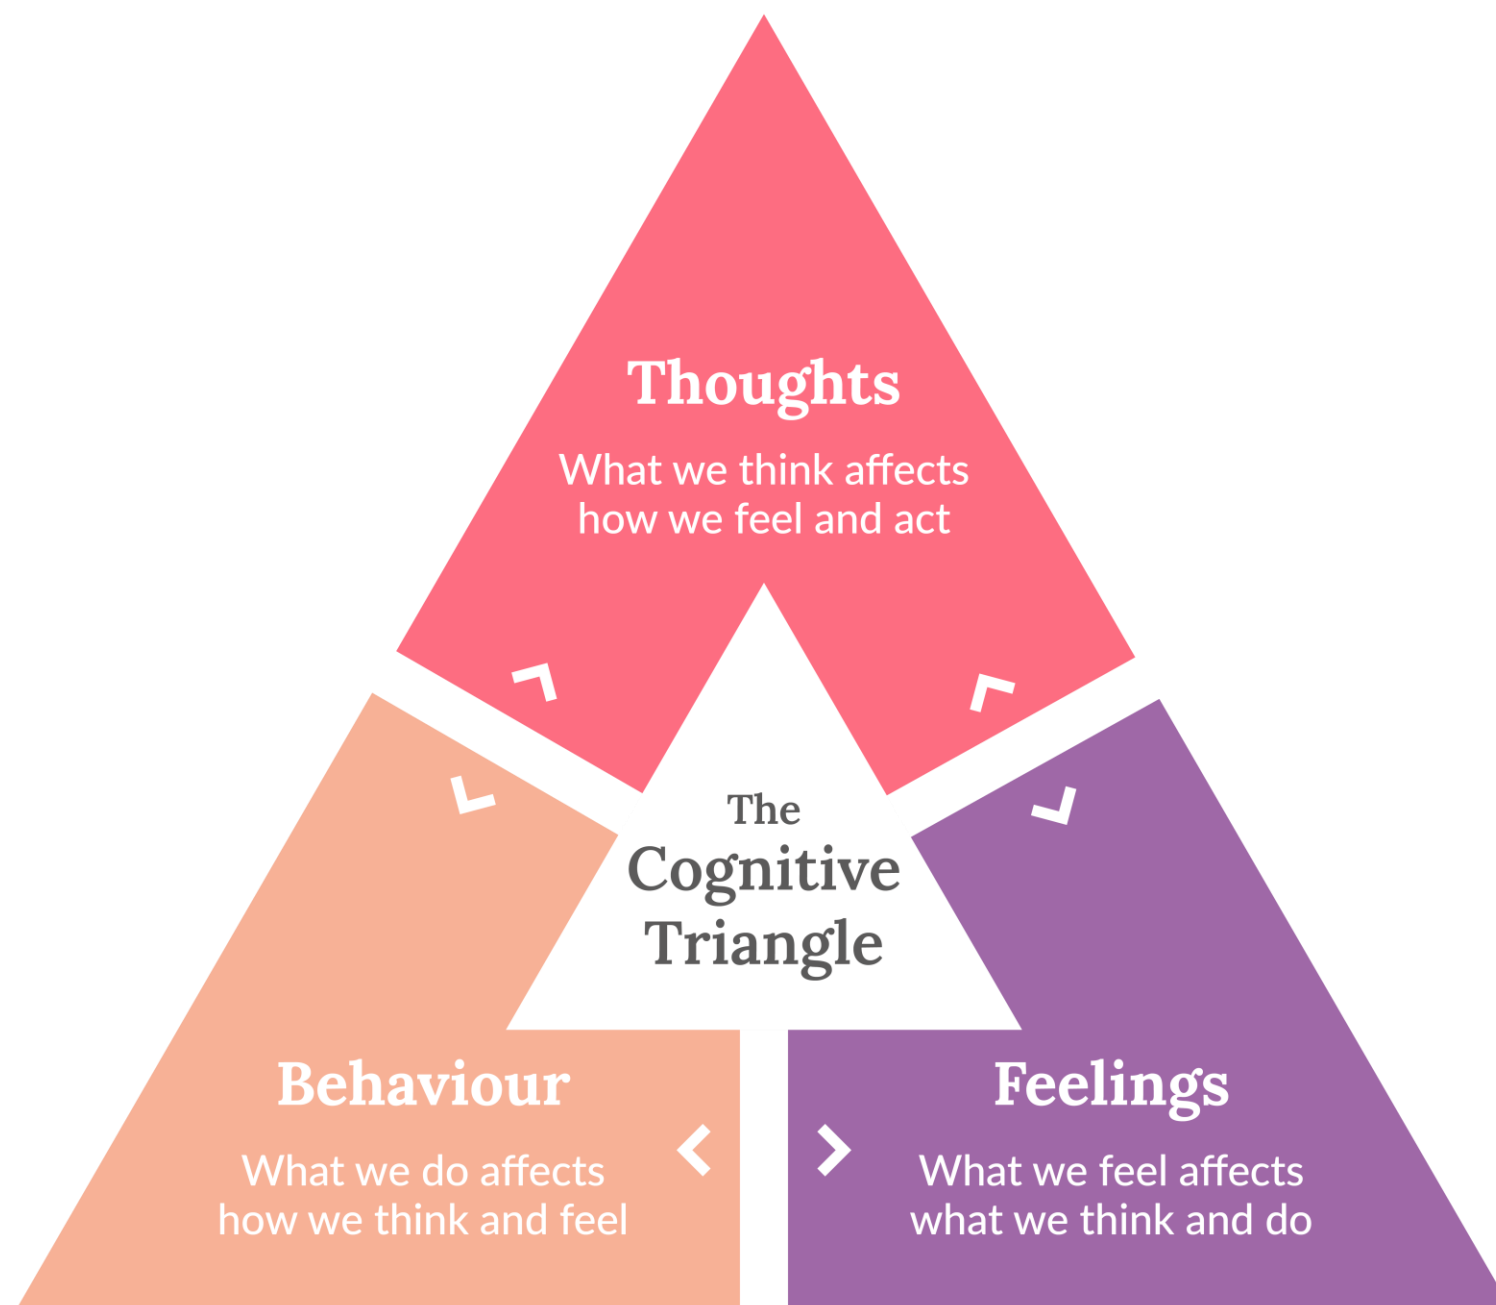 Thoughts
What we think affects
how we feel and act
The
Cognitive
Triangle
Behaviour
What we do affects
how we think and feel
Feelings
What we feel affects
what we think and do